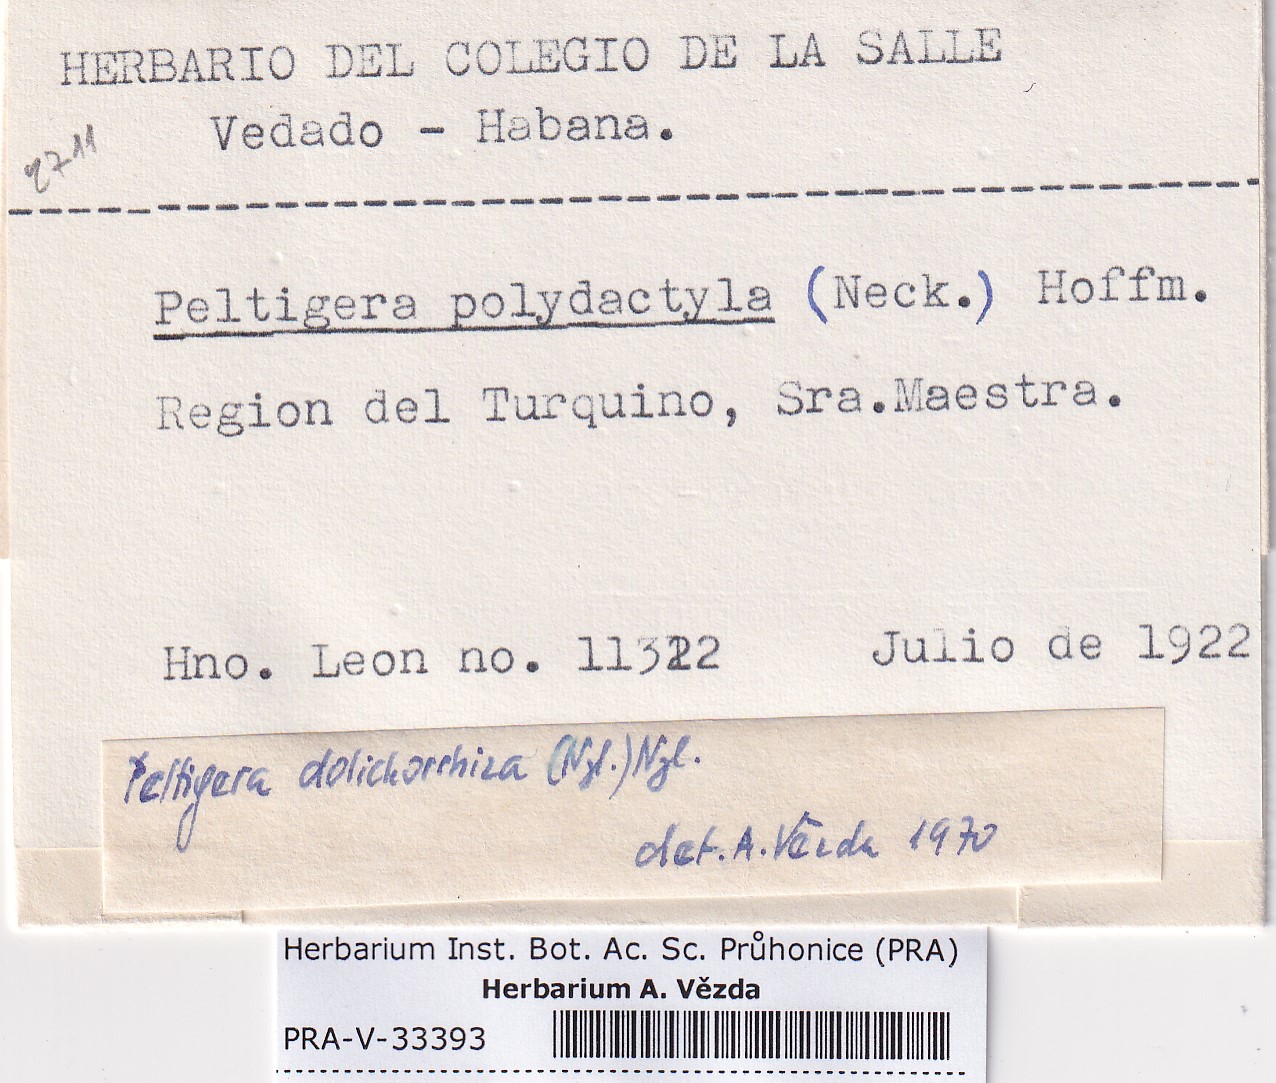 HERBARIO DEL COLEGIO DE LA SALLE
Vedado - Habana.
2711
Peltigera polydactyla (Neck.) Hoffm.
Region del Turquino, Sra.Maestra.
Hno. Leon no. Julio de 1922
Peltigera dolichorrhiza (Nyl.) Nyl.
det. A. Vězda 1970
Herbarium Inst. Bot. Ac. Sc. Průhonice (PRA)
Herbarium A. Vězda
PRA-V-33393